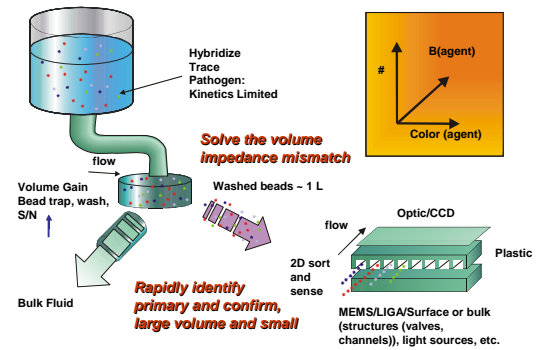 Hybridize
Trace
Pathogen:
Kinetics Limited
#
B(agent)
Color (agent)
Solve the volume
impedance mismatch
flow
Volume Gain
Bead trap, wash,
S/N
Washed beads ~ 1 L
Bulk Fluid
Rapidly identify
primary and confirm,
large volume and small
Optic/CCD
flow
Plastic
2D sort
and
sense
MEMS/LIGA/Surface or bulk
(structures (valves,
channels)), light sources, etc.